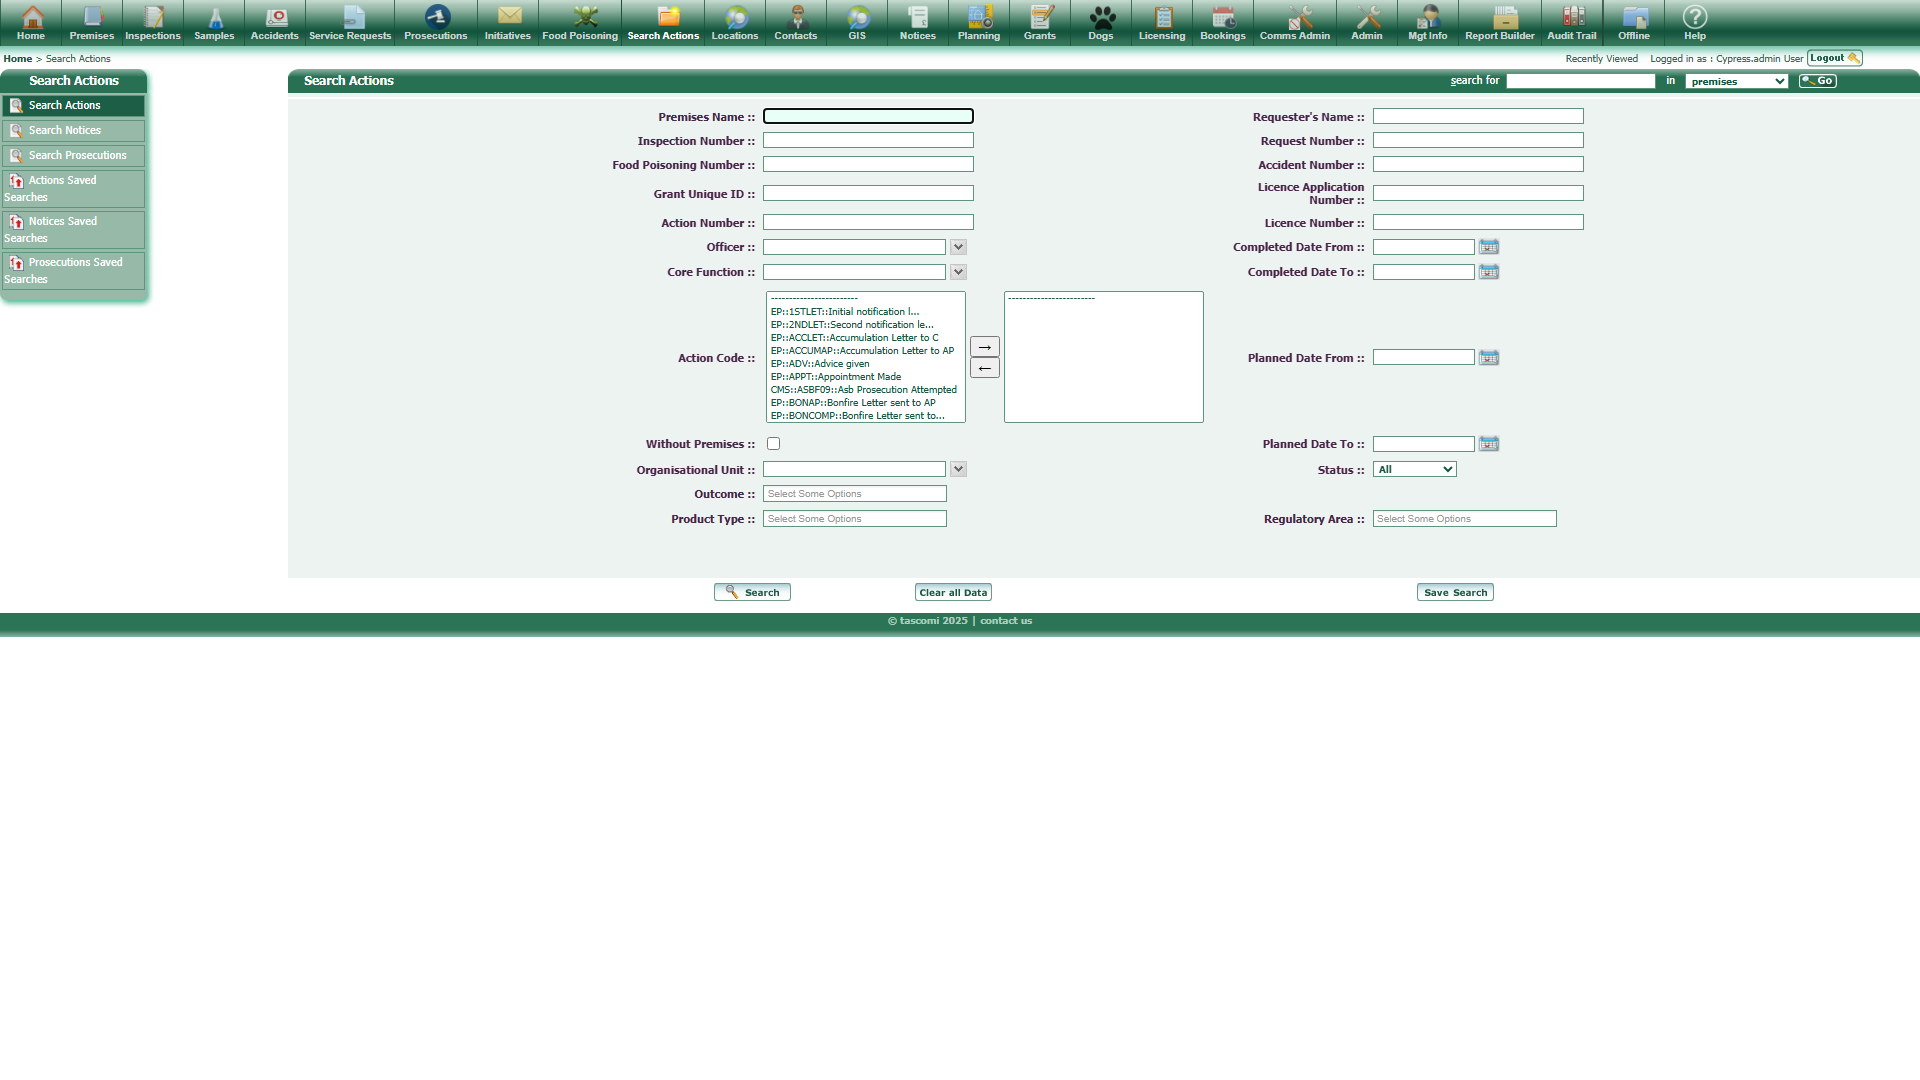 Home Premises Inspections Samples Accidents Service Requests Prosecutions Initiatives Food Poisoning Search Actions Locations Contacts GIS Notices Planning Grants Dogs Licensing Bookings Comms Admin Admin Mgt Info Report Builder Audit Trail Offline Help
Home > Search Actions
Recently Viewed Logged in as : Cypress.admin User Logout
Search Actions
Search Actions
Search Notices
Search Prosecutions
Actions Saved
Searches
Notices Saved
Searches
Prosecutions Saved
Searches
Search Actions
search for in premises Go
Premises Name ::
Requester's Name ::
Inspection Number ::
Request Number ::
Food Poisoning Number ::
Accident Number ::
Grant Unique ID ::
Licence Application
Number ::
Action Number ::
Licence Number ::
Officer ::
Completed Date From ::
Core Function ::
Completed Date To ::
Action Code ::
------------------------
EP::1STLET::Initial notification l...
EP::2NDLET::Second notification le...
EP::ACCLET::Accumulation Letter to C
EP::ACCUMAP::Accumulation Letter to AP
EP::ADV::Advice given
EP::APPT::Appointment Made
CMS::ASBF09::Asb Prosecution Attempted
EP::BONAP::Bonfire Letter sent to AP
EP::BONCOMP::Bonfire Letter sent to...
→
←
------------------------
Planned Date From ::
Without Premises ::
Planned Date To ::
Organisational Unit ::
Status :: All
Outcome :: Select Some Options
Product Type :: Select Some Options
Regulatory Area :: Select Some Options
Search Clear all Data Save Search
© tascomi 2025 | contact us